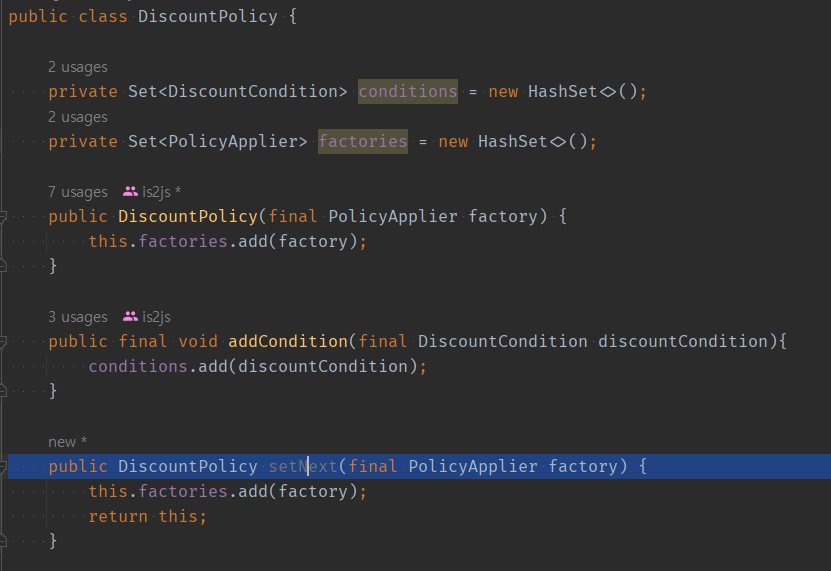 public class DiscountPolicy {
2 usages
private Set<DiscountCondition> conditions = new HashSet<>();
2 usages
private Set<PolicyApplier> factories = new HashSet<>();
7 usages is2js *
public DiscountPolicy(final PolicyApplier factory) {
this.factories.add(factory);
}
3 usages is2js
public final void addCondition(final DiscountCondition discountCondition){
conditions.add(discountCondition);
}
new *
public DiscountPolicy setNext(final PolicyApplier factory) {
this.factories.add(factory);
return this;
}